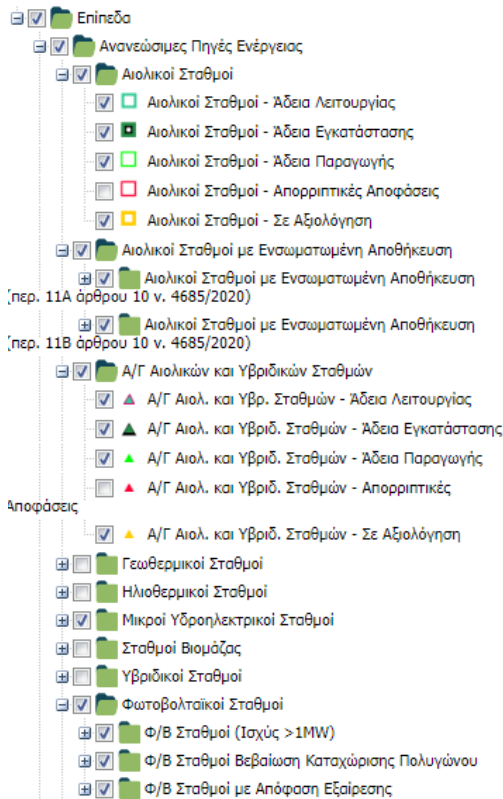 Επίπεδα
Ανανεώσιμες Πηγές Ενέργειας
Αιολικοί Σταθμοί
Αιολικοί Σταθμοί - Άδεια Λειτουργίας
Αιολικοί Σταθμοί - Άδεια Εγκατάστασης
Αιολικοί Σταθμοί - Άδεια Παραγωγής
Αιολικοί Σταθμοί - Απορριπτικές Αποφάσεις
Αιολικοί Σταθμοί - Σε Αξιολόγηση
Αιολικοί Σταθμοί με Ενσωματωμένη Αποθήκευση
Αιολικοί Σταθμοί με Ενσωματωμένη Αποθήκευση
(περ. 11Α άρθρου 10 ν. 4685/2020)
Αιολικοί Σταθμοί με Ενσωματωμένη Αποθήκευση
(περ. 11Β άρθρου 10 ν. 4685/2020)
Α/Γ Αιολικών και Υβριδικών Σταθμών
Α/Γ Αιολ. και Υβρ. Σταθμών - Άδεια Λειτουργίας
Α/Γ Αιολ. και Υβριδ. Σταθμών - Άδεια Εγκατάστασης
Α/Γ Αιολ. και Υβριδ. Σταθμών - Άδεια Παραγωγής
Α/Γ Αιολ. και Υβριδ. Σταθμών - Απορριπτικές
Αποφάσεις
Α/Γ Αιολ. και Υβριδ. Σταθμών - Σε Αξιολόγηση
Γεωθερμικοί Σταθμοί
Ηλιοθερμικοί Σταθμοί
Μικροί Υδροηλεκτρικοί Σταθμοί
Σταθμοί Βιομάζας
Υβριδικοί Σταθμοί
Φωτοβολταϊκοί Σταθμοί
Φ/Β Σταθμοί (Ισχύς >1MW)
Φ/Β Σταθμοί Βεβαίωση Καταχώρισης Πολυγώνου
Φ/Β Σταθμοί με Απόφαση Εξαίρεσης